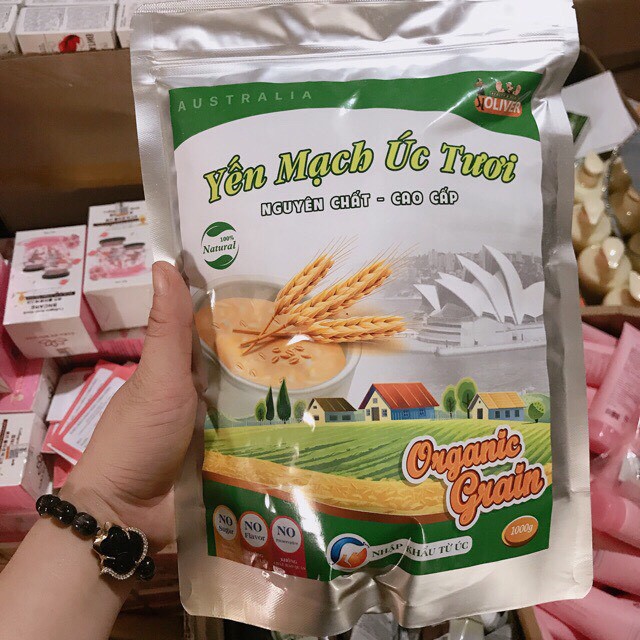 AUSTRALIA
OLIVER
Yến Mạch Úc Tươi
NGUYÊN CHẤT - CAO CẤP
100%
Natural
Organic
Grain
1000g
NO
Sugar
NO
Flavor
NO
NHẬP KHẨU TỪ ÚC